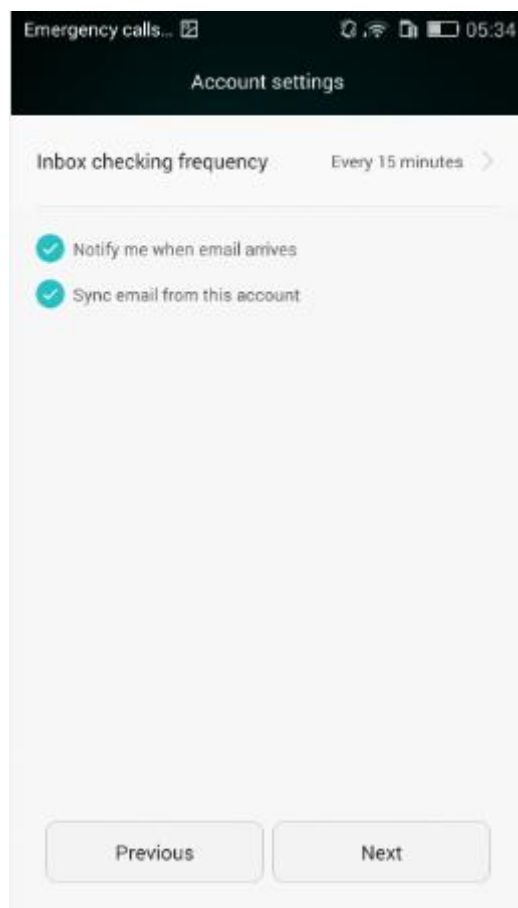 Emergency calls... 05:34
Account settings
Inbox checking frequency Every 15 minutes
Notify me when email arrives
Sync email from this account
Previous Next